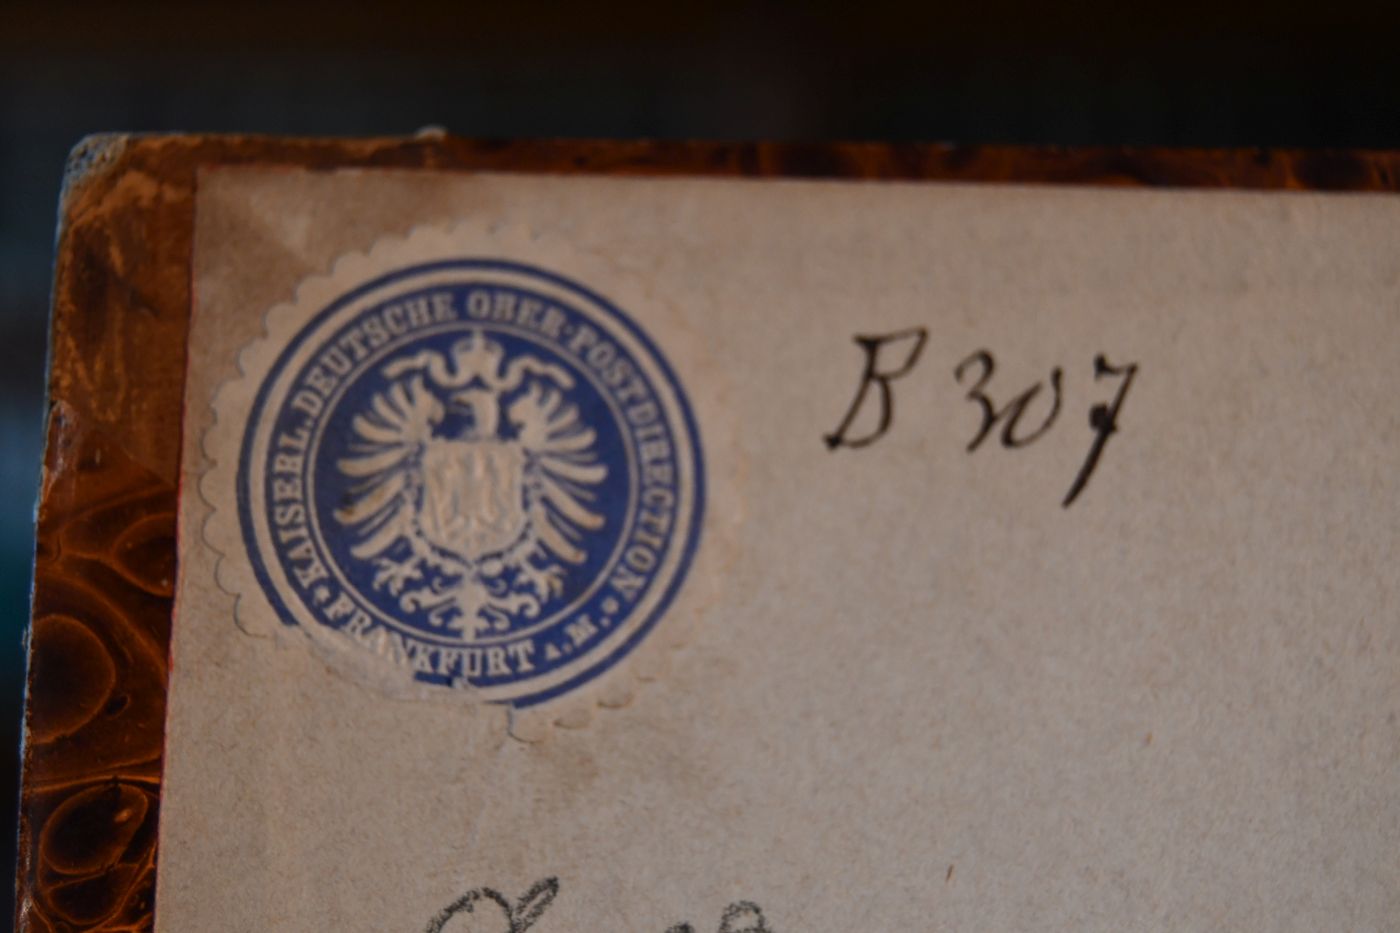 KAISERL. DEUTSCHE OBER-POSTDIRECTION
FRANKFURT A. M.
B 307